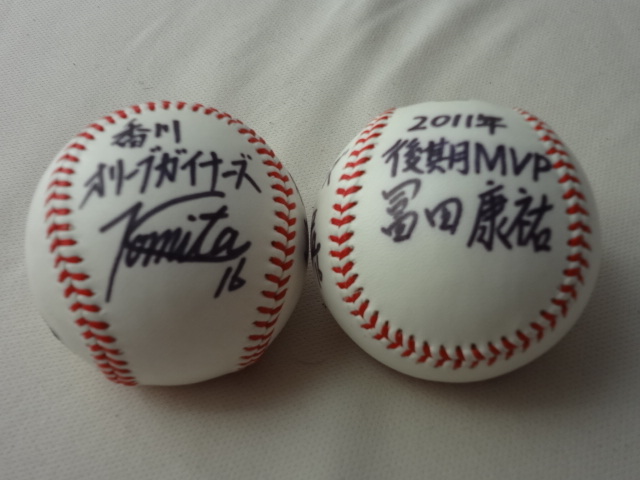 香川
オリーブガイナーズ
Tomita
16
2011年
後期MVP
冨田康祐